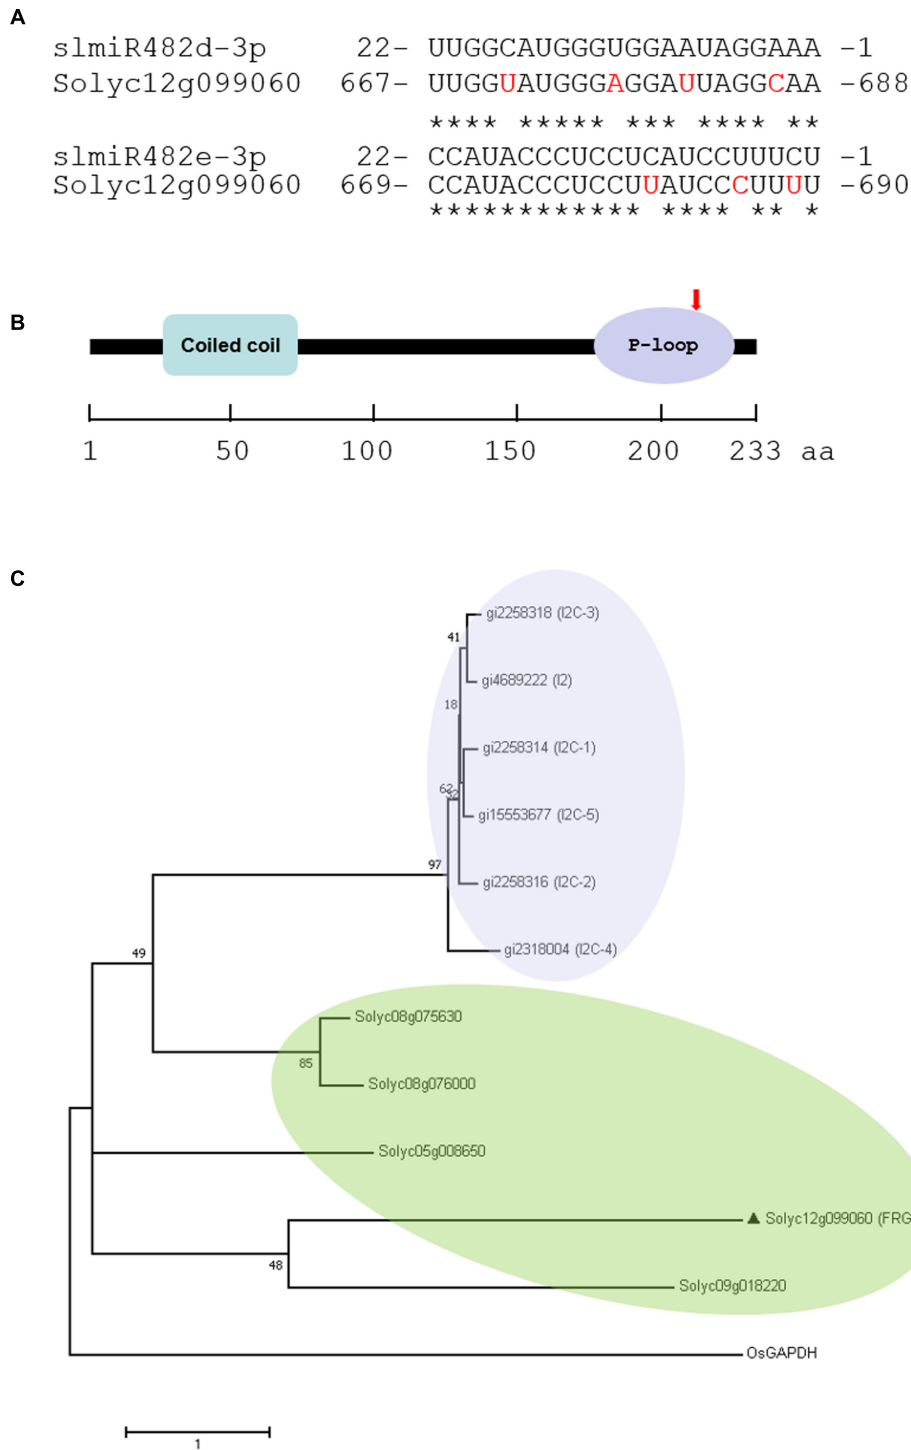 A
slmiR482d-3p 22- UUGGCAUGGGUGGAAUAGGAAA -1
Solyc12g099060 667- UUGGUAUGGGAGGAUUAGGCAA -688
**** ***** *** **** **
slmiR482e-3p 22- CCAUACCCUCCUCAUCCUUUCU -1
Solyc12g099060 669- CCAUACCCUCCUUAUCCCUUUU -690
************ **** ** *
B
Coiled coil P-loop
1 50 100 150 200 233 aa
C
gi2258318 (I2C-3)
41
gi4689222 (I2)
18
gi2258314 (I2C-1)
62
32
gi15553677 (I2C-5)
97
gi2258316 (I2C-2)
49
gi2318004 (I2C-4)
Solyc08g075630
85
Solyc08g076000
Solyc05g008650
▲ Solyc12g099060 (FRG
48
Solyc09g018220
OsGAPDH
1